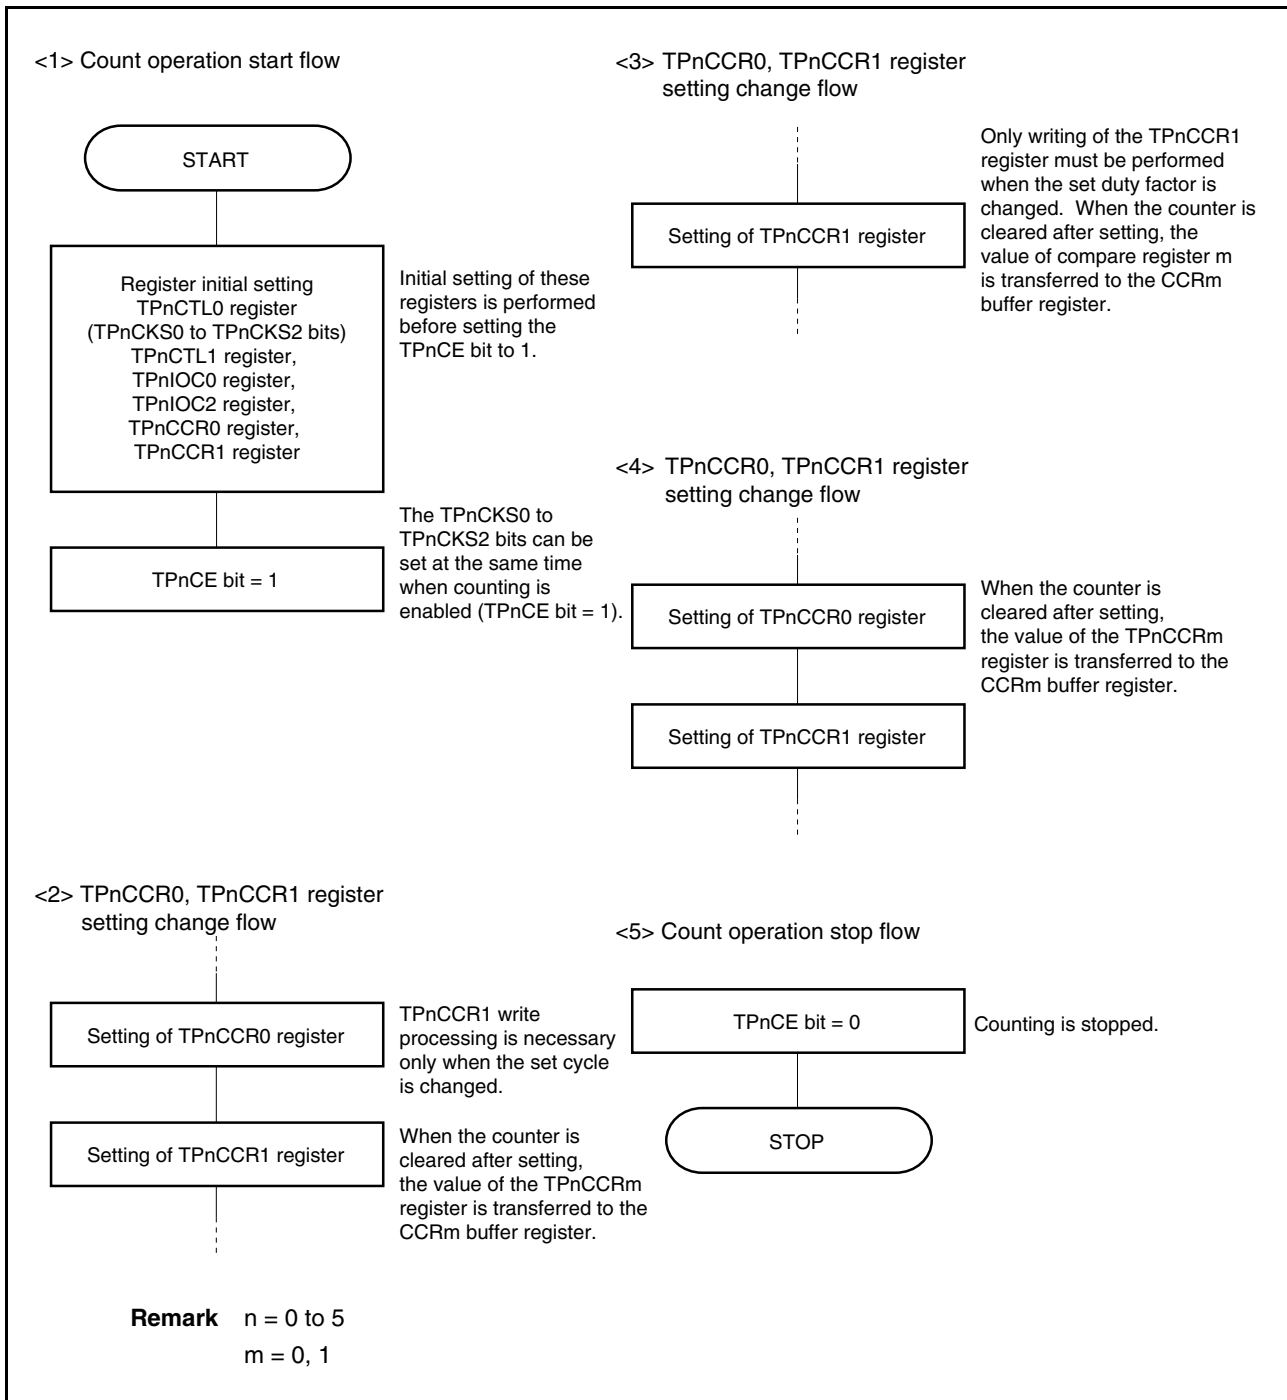 <1> Count operation start flow
START
Register initial setting
TPnCTL0 register
(TPnCKS0 to TPnCKS2 bits)
TPnCTL1 register,
TPnIOC0 register,
TPnIOC2 register,
TPnCCR0 register,
TPnCCR1 register
Initial setting of these
registers is performed
before setting the
TPnCE bit to 1.
TPnCE bit = 1
The TPnCKS0 to
TPnCKS2 bits can be
set at the same time
when counting is
enabled (TPnCE bit = 1).
<2> TPnCCR0, TPnCCR1 register
setting change flow
Setting of TPnCCR0 register
TPnCCR1 write
processing is necessary
only when the set cycle
is changed.
Setting of TPnCCR1 register
When the counter is
cleared after setting,
the value of the TPnCCRm
register is transferred to the
CCRm buffer register.
<3> TPnCCR0, TPnCCR1 register
setting change flow
Setting of TPnCCR1 register
Only writing of the TPnCCR1
register must be performed
when the set duty factor is
changed. When the counter is
cleared after setting, the
value of compare register m
is transferred to the CCRm
buffer register.
<4> TPnCCR0, TPnCCR1 register
setting change flow
Setting of TPnCCR0 register
When the counter is
cleared after setting,
the value of the TPnCCRm
register is transferred to the
CCRm buffer register.
Setting of TPnCCR1 register
<5> Count operation stop flow
TPnCE bit = 0
Counting is stopped.
STOP
Remark n = 0 to 5
m = 0, 1